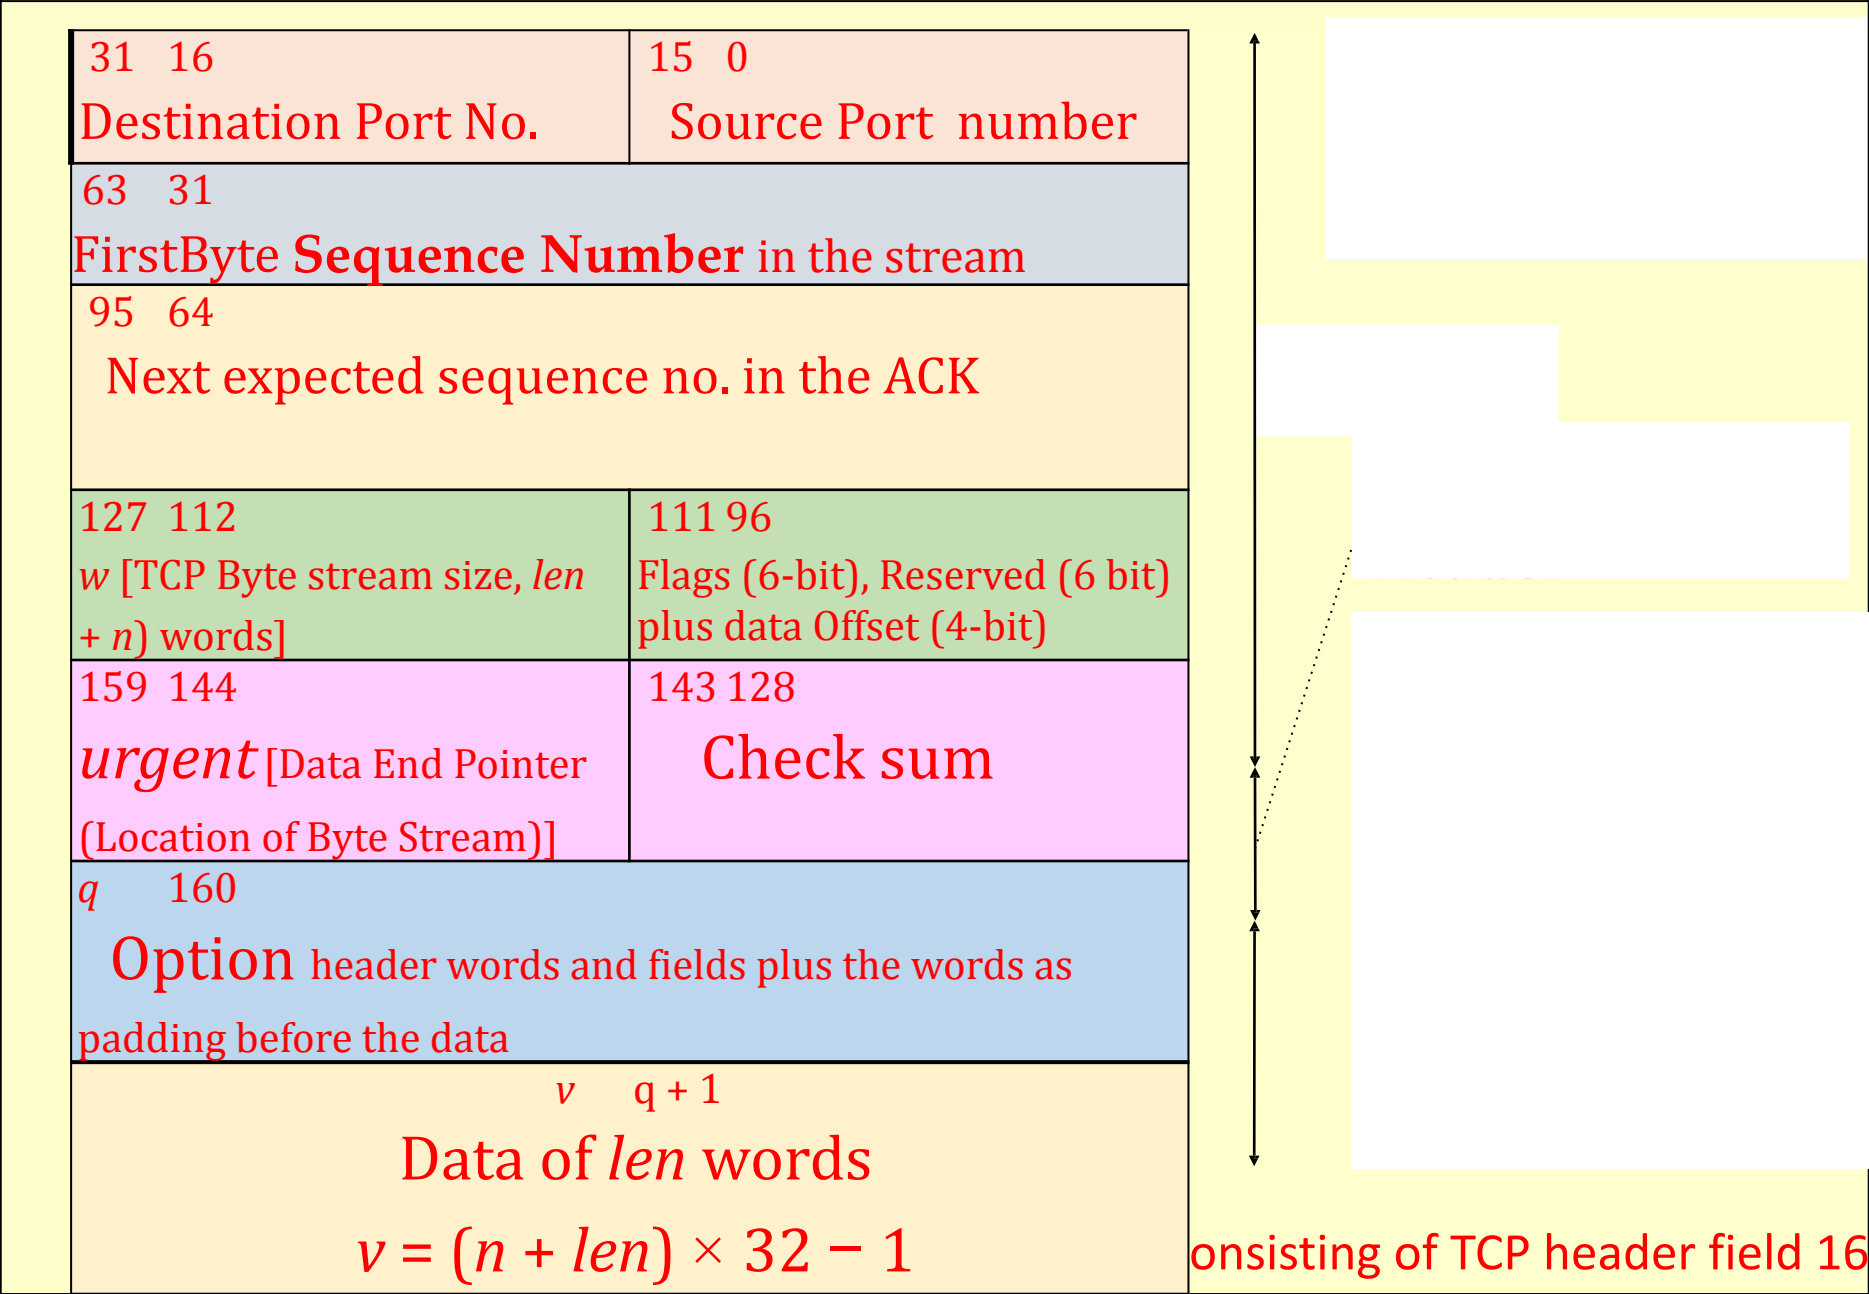 31 16
Destination Port No.
15 0
Source Port number
63 31
FirstByte Sequence Number in the stream
95 64
Next expected sequence no. in the ACK
127 112
w [TCP Byte stream size, len
+ n) words]
111 96
Flags (6-bit), Reserved (6 bit)
plus data Offset (4-bit)
159 144
urgent [Data End Pointer
(Location of Byte Stream)]
143 128
Check sum
q 160
Option header words and fields plus the words as
padding before the data
v q + 1
Data of len words
v = (n + len) × 32 − 1
onsisting of TCP header field 16